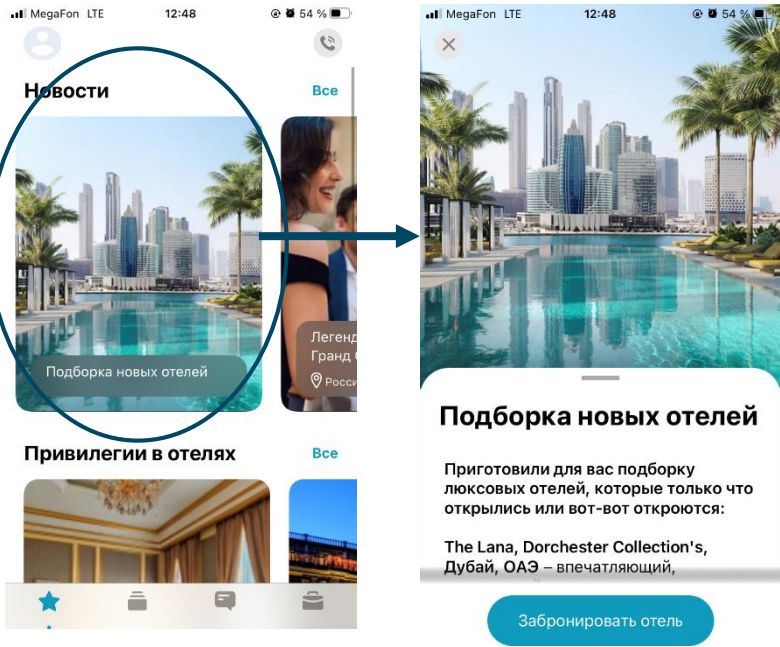 MegaFon LTE 12:48 54 %
Новости Все
Подборка новых отелей
Легенд
Гранд
Росси
Привилегии в отелях Все
MegaFon LTE 12:48 54 %
Подборка новых отелей
Приготовили для вас подборку
люксовых отелей, которые только что
открылись или вот-вот откроются:
The Lana, Dorchester Collection's,
Дубай, ОАЭ – впечатляющий,
Забронировать отель